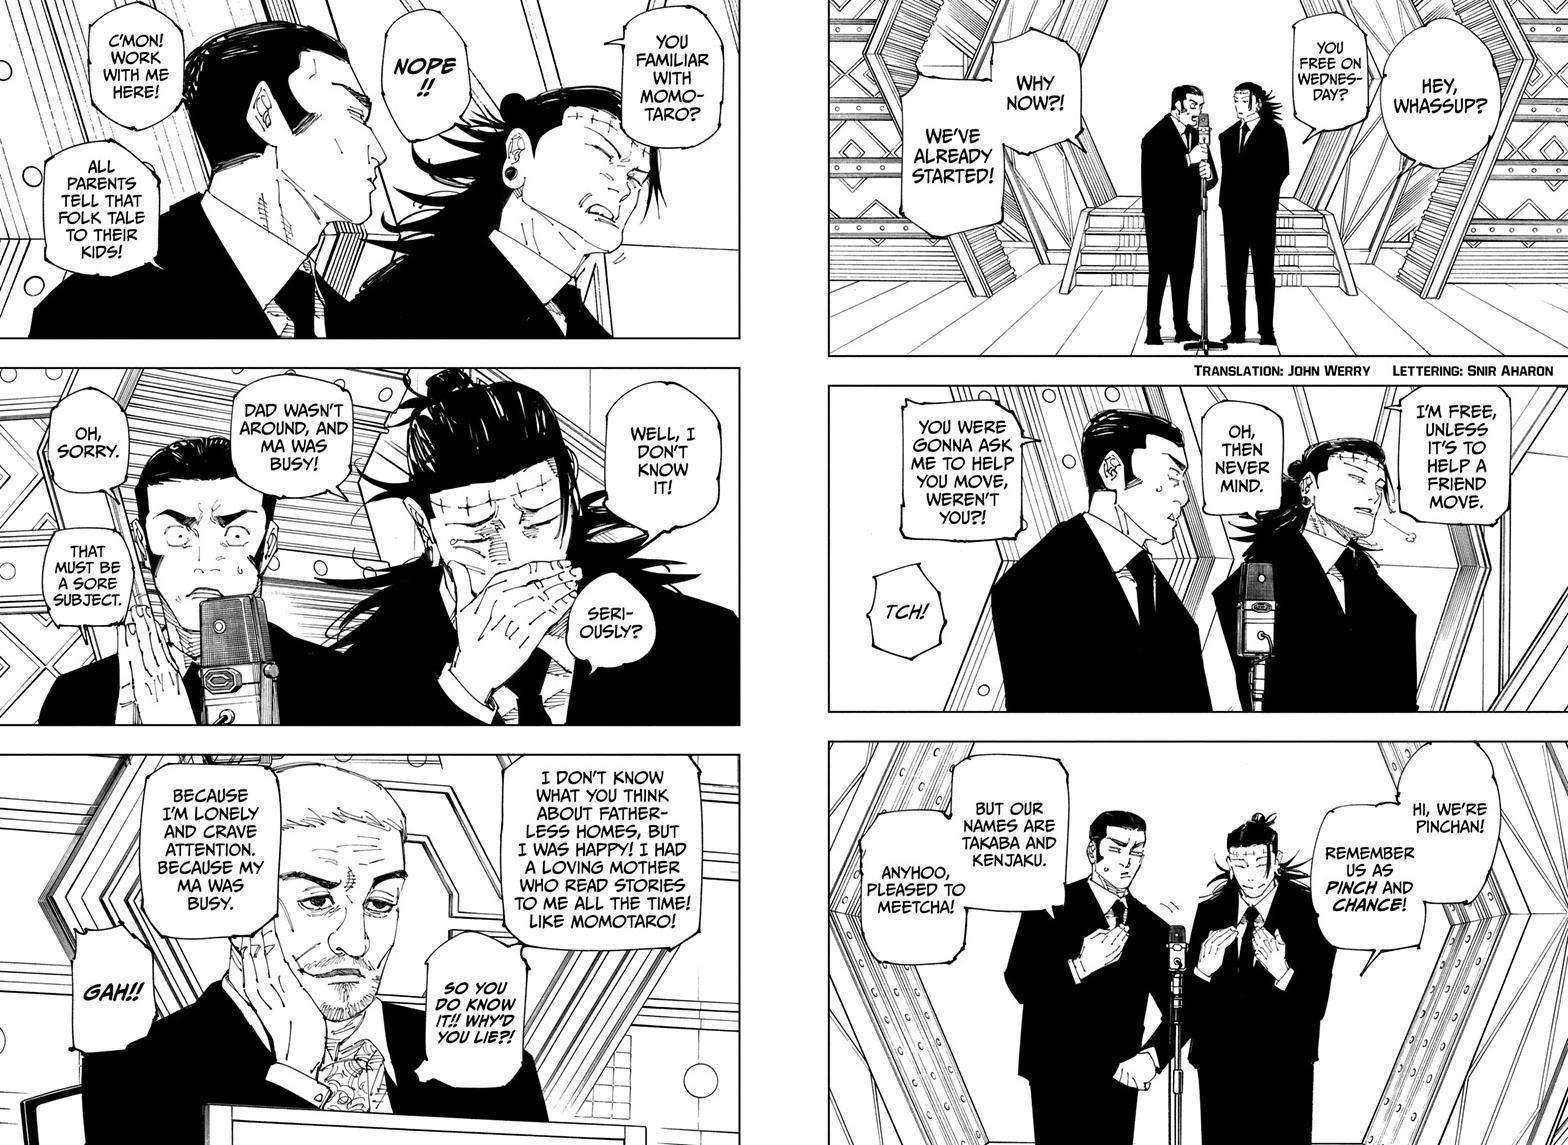 HEY,
WHASSUP?
YOU
FREE ON
WEDNES-
DAY?
WHY
NOW?!
WE'VE
ALREADY
STARTED!
TRANSLATION: JOHN WERRY LETTERING: SNIR AHARON
I'M FREE,
UNLESS
IT'S TO
HELP A
FRIEND
MOVE.
OH,
THEN
NEVER
MIND.
YOU WERE
GONNA ASK
ME TO HELP
YOU MOVE,
WEREN'T
YOU?!
TCH!
HI, WE'RE
PINCHAN!
REMEMBER
US AS
PINCH AND
CHANCE!
BUT OUR
NAMES ARE
TAKABA AND
KENJAKU.
ANYHOO,
PLEASED TO
MEETCHA!
YOU
FAMILIAR
WITH
MOMO-
TARO?
NOPE
!!
C'MON!
WORK
WITH ME
HERE!
ALL
PARENTS
TELL THAT
FOLK TALE
TO THEIR
KIDS!
WELL, I
DON'T
KNOW
IT!
SERI-
OUSLY?
DAD WASN'T
AROUND, AND
MA WAS
BUSY!
OH,
SORRY.
THAT
MUST BE
A SORE
SUBJECT.
I DON'T KNOW
WHAT YOU THINK
ABOUT FATHER-
LESS HOMES, BUT
I WAS HAPPY! I HAD
A LOVING MOTHER
WHO READ STORIES
TO ME ALL THE TIME!
LIKE MOMOTARO!
SO YOU
DO KNOW
IT!! WHY'D
YOU LIE?!
BECAUSE
I'M LONELY
AND CRAVE
ATTENTION.
BECAUSE MY
MA WAS
BUSY.
GAH!!